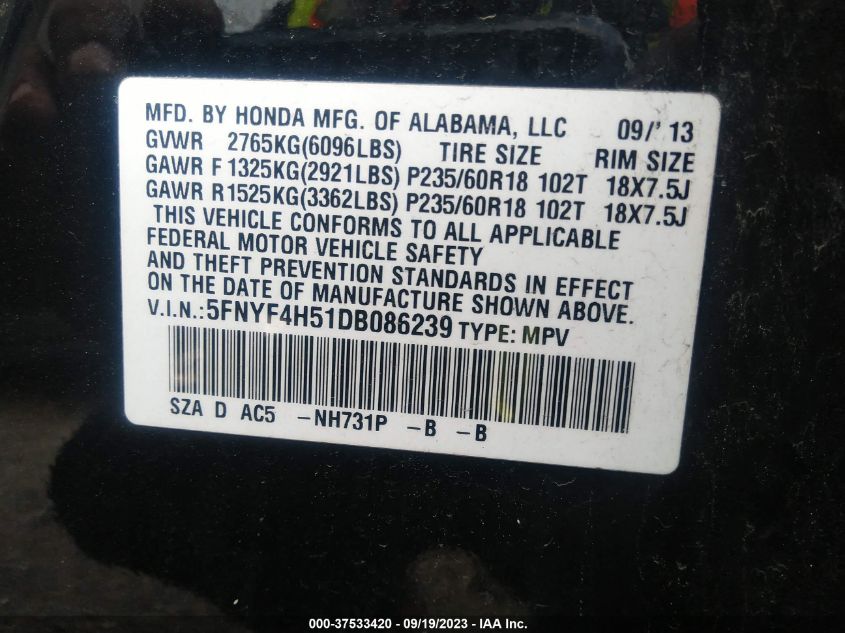 MFD. BY HONDA MFG. OF ALABAMA, LLC 09/' 13
GVWR 2765KG(6096LBS) TIRE SIZE RIM SIZE
GAWR F 1325KG(2921LBS) P235/60R18 102T 18X7.5J
GAWR R1525KG(3362LBS) P235/60R18 102T 18X7.5J
THIS VEHICLE CONFORMS TO ALL APPLICABLE
FEDERAL MOTOR VEHICLE SAFETY
AND THEFT PREVENTION STANDARDS IN EFFECT
ON THE DATE OF MANUFACTURE SHOWN ABOVE.
V.I.N.:5FNYF4H51DB086239 TYPE: MPV
SZA D AC5 -NH731P -B -B
000-37533420 - 09/19/2023 - IAA Inc.